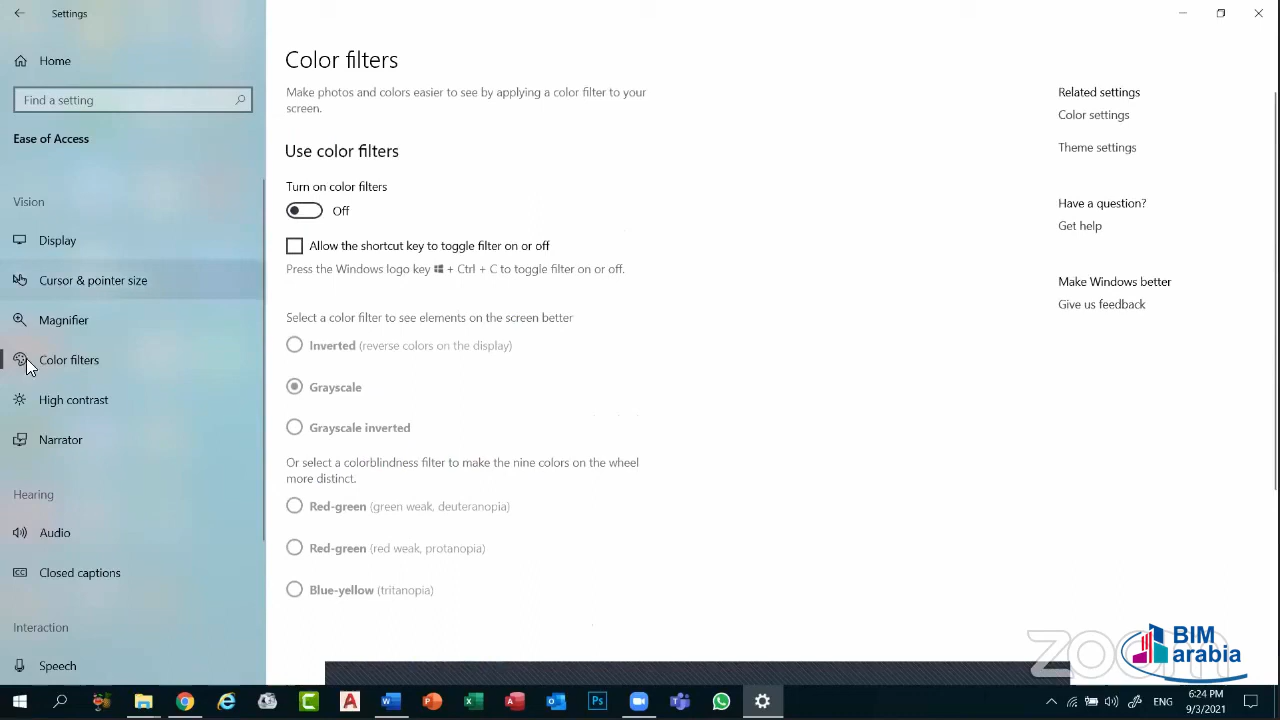 Settings
Home
Find a setting
Ease of Access
Vision
Display
Cursor & pointer size
Magnifier
Color filters
High contrast
Narrator
Hearing
Audio
Closed captions
Interaction
Speech
Color filters
Make photos and colors easier to see by applying a color filter to your
screen.
Use color filters
Turn on color filters
Off
Allow the shortcut key to toggle filter on or off
Press the Windows logo key + Ctrl + C to toggle filter on or off.
Select a color filter to see elements on the screen better
Inverted (reverse colors on the display)
Grayscale
Grayscale inverted
Or select a colorblindness filter to make the nine colors on the wheel
more distinct.
Red-green (green weak, deuteranopia)
Red-green (red weak, protanopia)
Blue-yellow (tritanopia)
Related settings
Color settings
Theme settings
Have a question?
Get help
Make Windows better
Give us feedback
zoom
BIM
arabia
ENG
6:24 PM
9/3/2021